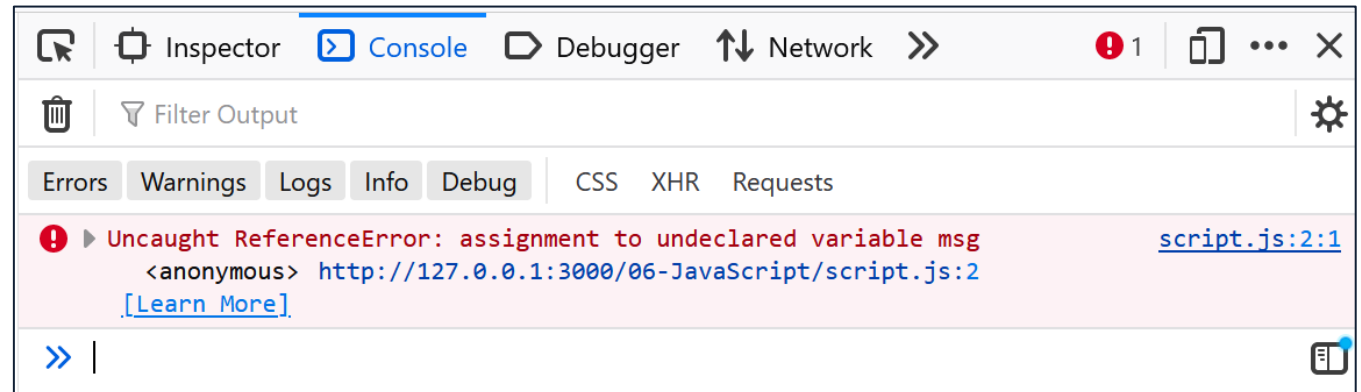 Inspector Console Debugger Network 1
Filter Output
Errors Warnings Logs Info Debug CSS XHR Requests
Uncaught ReferenceError: assignment to undeclared variable msg script.js:2:1
<anonymous> http://127.0.0.1:3000/06-JavaScript/script.js:2
[Learn More]